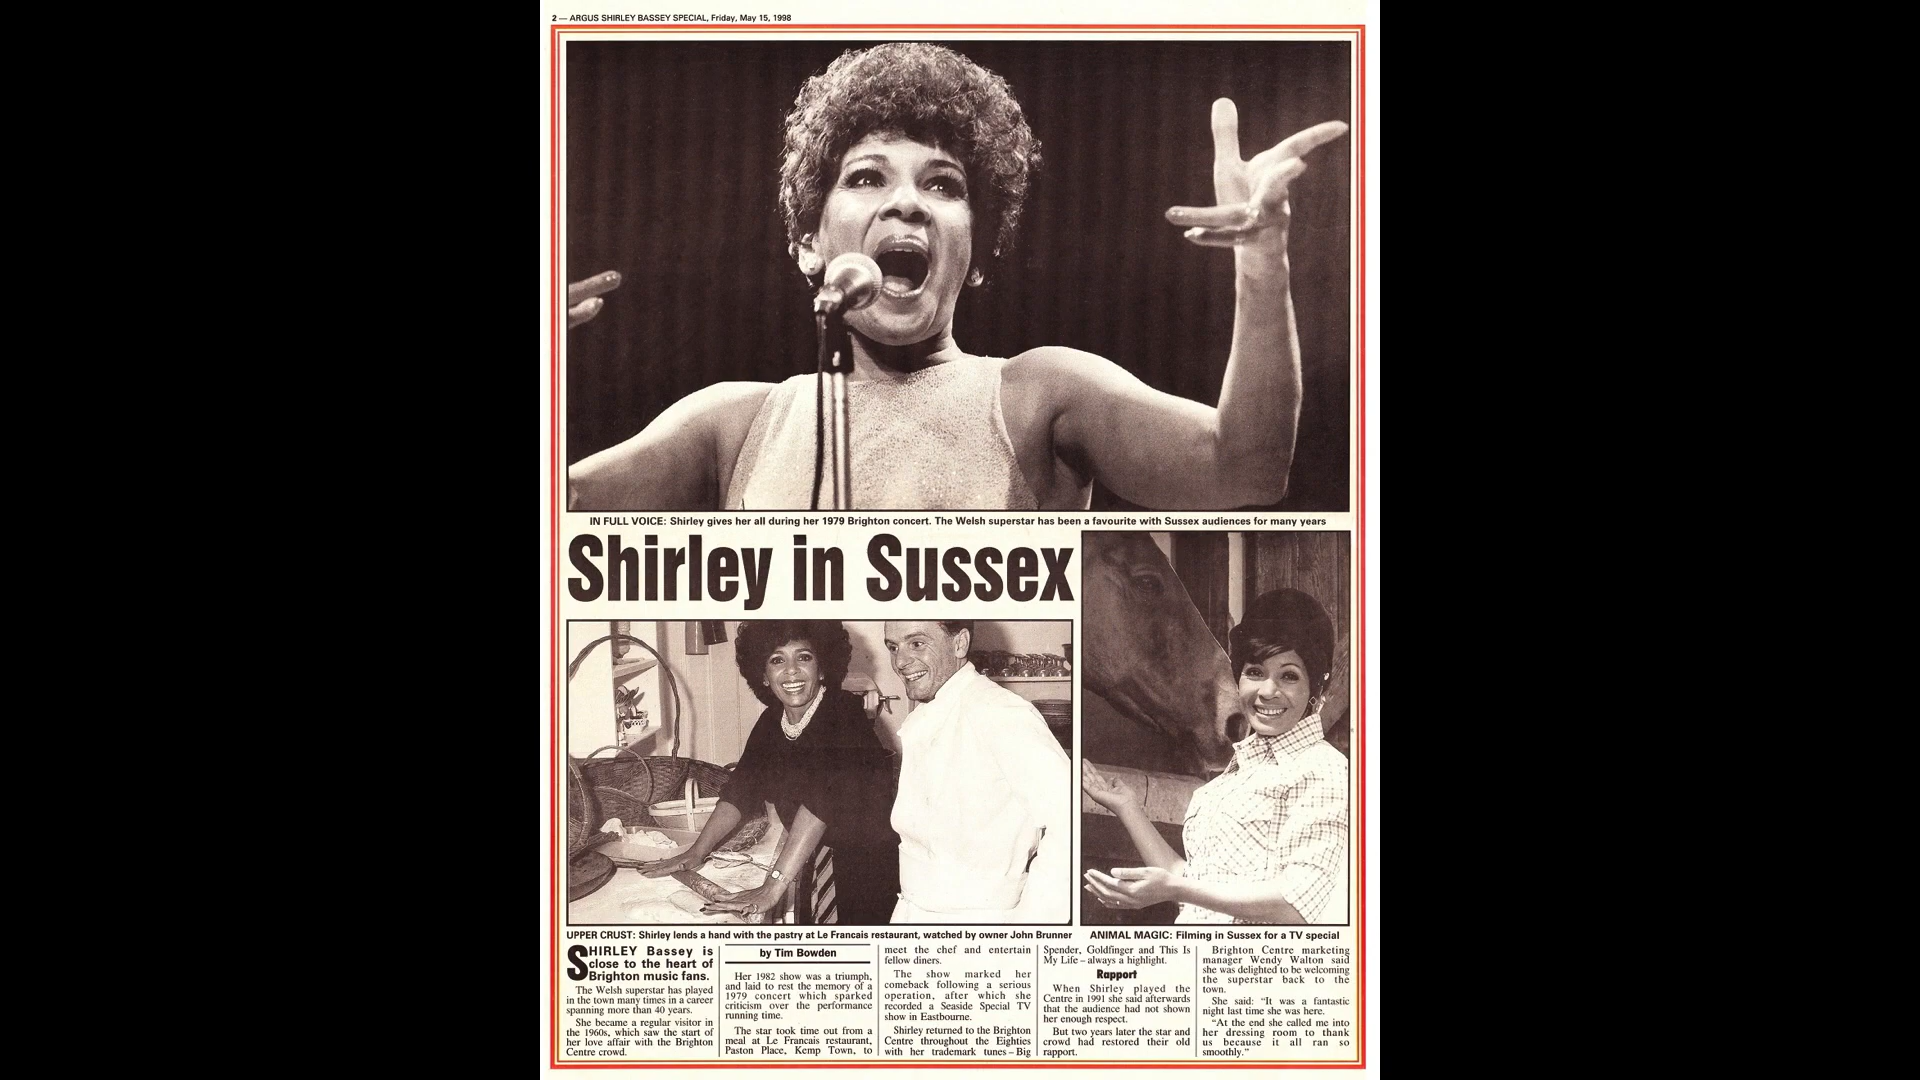 2 — ARGUS SHIRLEY BASSEY SPECIAL, Friday, May 15, 1998
IN FULL VOICE: Shirley gives her all during her 1979 Brighton concert. The Welsh superstar has been a favourite with Sussex audiences for many years
Shirley in Sussex
UPPER CRUST: Shirley lends a hand with the pastry at Le Francais restaurant, watched by owner John Brunner
ANIMAL MAGIC: Filming in Sussex for a TV special
SHIRLEY Bassey is
close to the heart of
Brighton music fans.
The Welsh superstar has played
in the town many times in a career
spanning more than 40 years.
She became a regular visitor in
the 1960s, which saw the start of
her love affair with the Brighton
Centre crowd.
by Tim Bowden
Her 1982 show was a triumph,
and laid to rest the memory of a
1979 concert which sparked
criticism over the performance
running time.
The star took time out from a
meal at Le Francais restaurant,
Paston Place, Kemp Town, to
meet the chef and entertain
fellow diners.
The show marked her
comeback following a serious
operation, after which she
recorded a Seaside Special TV
show in Eastbourne.
Shirley returned to the Brighton
Centre throughout the Eighties
with her trademark tunes – Big
Spender, Goldfinger and This Is
My Life – always a highlight.
Rapport
When Shirley played the
Centre in 1991 she said afterwards
that the audience had not shown
her enough respect.
But two years later the star and
crowd had restored their old
rapport.
Brighton Centre marketing
manager Wendy Walton said
she was delighted to be welcoming
the superstar back to the
town.
She said: “It was a fantastic
night last time she was here.
“At the end she called me into
her dressing room to thank
us because it all ran so
smoothly.”